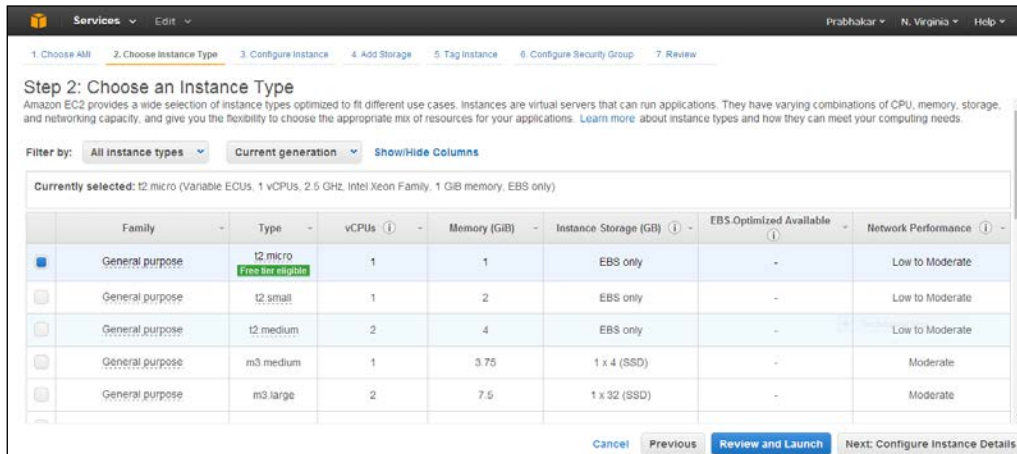 Services Edit Prabhakar N. Virginia Help
1. Choose AMI 2. Choose Instance Type 3. Configure Instance 4. Add Storage 5. Tag Instance 6. Configure Security Group 7. Review
Step 2: Choose an Instance Type
Amazon EC2 provides a wide selection of instance types optimized to fit different use cases. Instances are virtual servers that can run applications. They have varying combinations of CPU, memory, storage,
and networking capacity, and give you the flexibility to choose the appropriate mix of resources for your applications. Learn more about instance types and how they can meet your computing needs.
Filter by: All instance types Current generation Show/Hide Columns
Currently selected: t2.micro (Variable ECUs, 1 vCPUs, 2.5 GHz, Intel Xeon Family, 1 GiB memory, EBS only)
Family Type vCPUs Memory (GiB) Instance Storage (GB) EBS-Optimized Available Network Performance
General purpose t2.micro 1 1 EBS only - Low to Moderate
Free tier eligible
General purpose t2.small 1 2 EBS only - Low to Moderate
General purpose t2.medium 2 4 EBS only - Low to Moderate
General purpose m3.medium 1 3.75 1 x 4 (SSD) - Moderate
General purpose m3.large 2 7.5 1 x 32 (SSD) - Moderate
Cancel Previous Review and Launch Next: Configure Instance Details